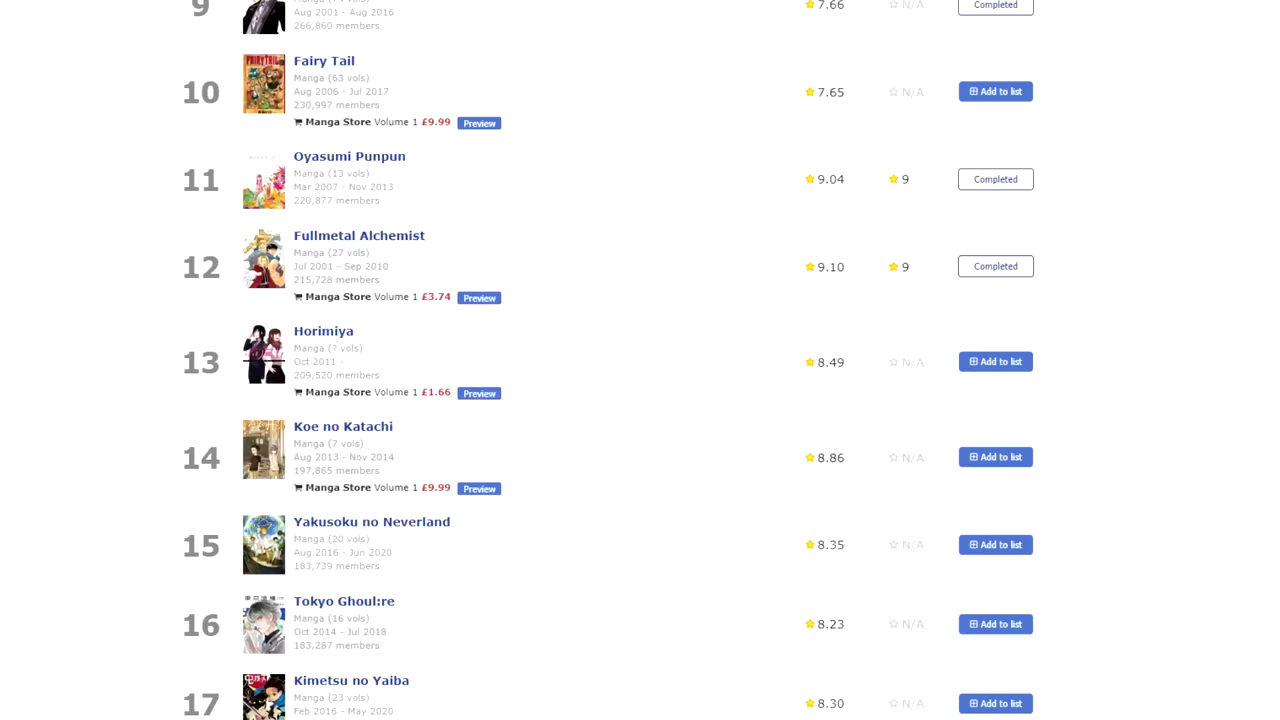 9
Aug 2001 - Aug 2016
266,860 members
7.66
N/A
Completed
10
Fairy Tail
Manga (63 vols)
Aug 2006 - Jul 2017
230,997 members
Manga Store Volume 1 £9.99 Preview
7.65
N/A
Add to list
11
Oyasumi Punpun
Manga (13 vols)
Mar 2007 - Nov 2013
220,877 members
9.04
9
Completed
12
Fullmetal Alchemist
Manga (27 vols)
Jul 2001 - Sep 2010
215,728 members
Manga Store Volume 1 £3.74 Preview
9.10
9
Completed
13
Horimiya
Manga (? vols)
Oct 2011 -
209,520 members
Manga Store Volume 1 £1.66 Preview
8.49
N/A
Add to list
14
Koe no Katachi
Manga (7 vols)
Aug 2013 - Nov 2014
197,865 members
Manga Store Volume 1 £9.99 Preview
8.86
N/A
Add to list
15
Yakusoku no Neverland
Manga (20 vols)
Aug 2016 - Jun 2020
183,739 members
8.35
N/A
Add to list
16
Tokyo Ghoul:re
Manga (16 vols)
Oct 2014 - Jul 2018
183,287 members
8.23
N/A
Add to list
17
Kimetsu no Yaiba
Manga (23 vols)
Feb 2016 - May 2020
8.30
N/A
Add to list